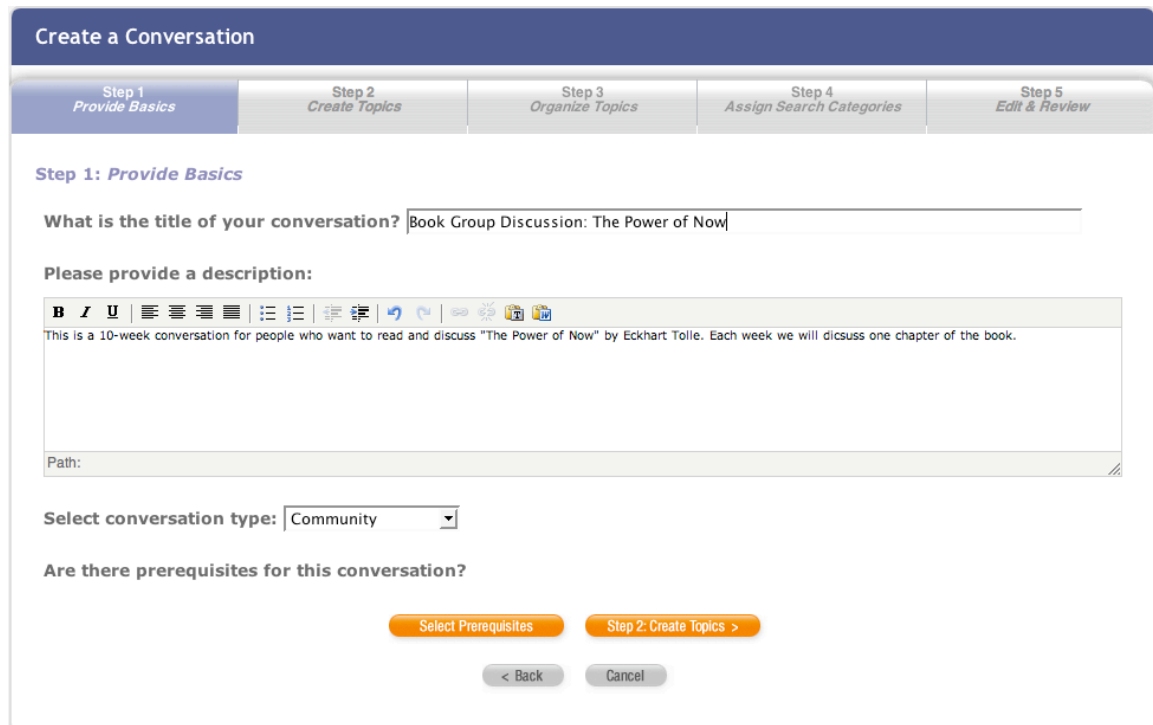 Create a Conversation
Step 1
Provide Basics
Step 2
Create Topics
Step 3
Organize Topics
Step 4
Assign Search Categories
Step 5
Edit & Review
Step 1: Provide Basics
What is the title of your conversation? Book Group Discussion: The Power of Now
Please provide a description:
B I U
This is a 10-week conversation for people who want to read and discuss "The Power of Now" by Eckhart Tolle. Each week we will dicsuss one chapter of the book.
Path:
Select conversation type: Community
Are there prerequisites for this conversation?
Select Prerequisites Step 2: Create Topics >
< Back Cancel